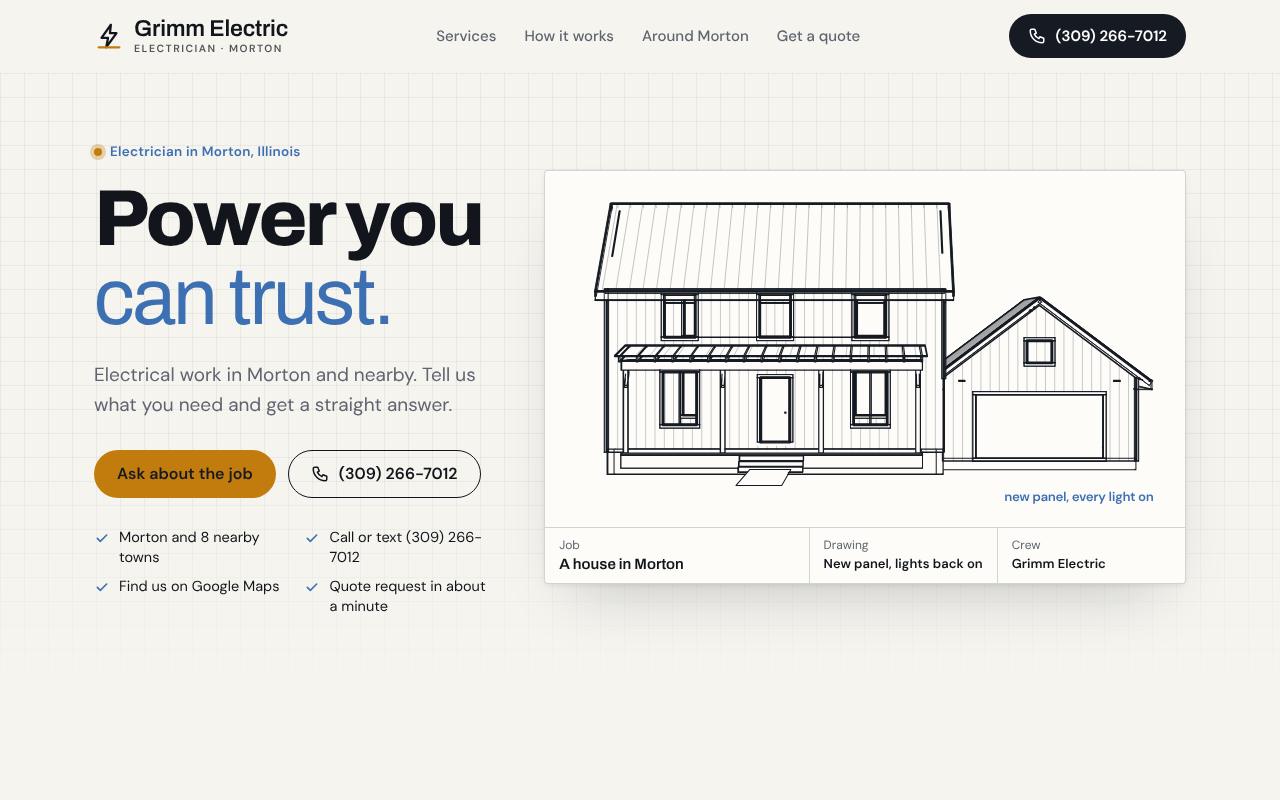 Grimm Electric
ELECTRICIAN · MORTON
Services
How it works
Around Morton
Get a quote
(309) 266-7012
Electrician in Morton, Illinois
Power you
can trust.
Electrical work in Morton and nearby. Tell us
what you need and get a straight answer.
Ask about the job
(309) 266-7012
Morton and 8 nearby
towns
Call or text (309) 266-
7012
Find us on Google Maps
Quote request in about
a minute
new panel, every light on
Job
A house in Morton
Drawing
New panel, lights back on
Crew
Grimm Electric